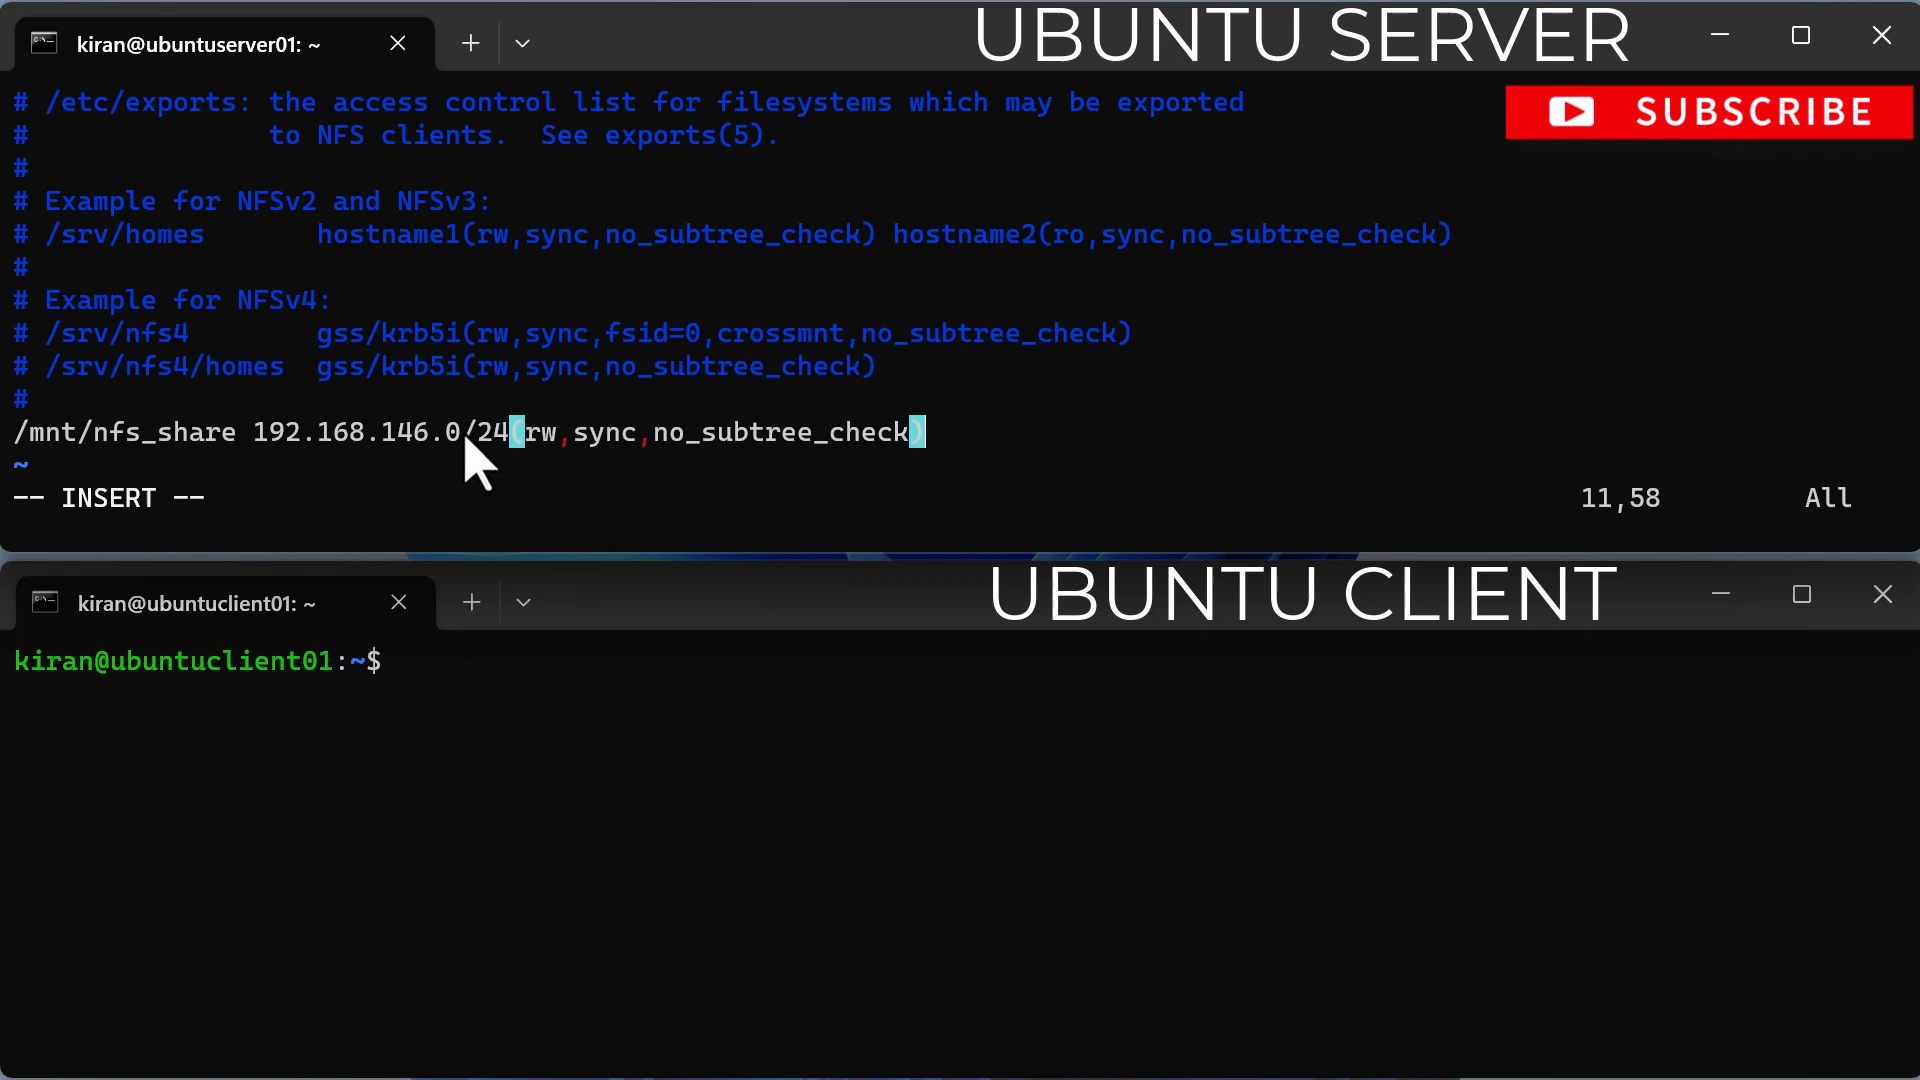 kiran@ubuntuserver01: ~
UBUNTU SERVER
# /etc/exports: the access control list for filesystems which may be exported
SUBSCRIBE
#               to NFS clients.  See exports(5).
#
# Example for NFSv2 and NFSv3:
# /srv/homes       hostname1(rw,sync,no_subtree_check) hostname2(ro,sync,no_subtree_check)
#
# Example for NFSv4:
# /srv/nfs4        gss/krb5i(rw,sync,fsid=0,crossmnt,no_subtree_check)
# /srv/nfs4/homes  gss/krb5i(rw,sync,no_subtree_check)
#
/mnt/nfs_share 192.168.146.0/24(rw,sync,no_subtree_check)
~
-- INSERT -- 11,58 All
kiran@ubuntuclient01: ~
UBUNTU CLIENT
kiran@ubuntuclient01:~$